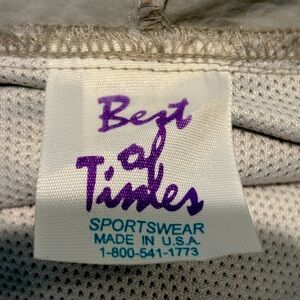 Best
of
Times
SPORTSWEAR
MADE IN U.S.A.
1-800-541-1773